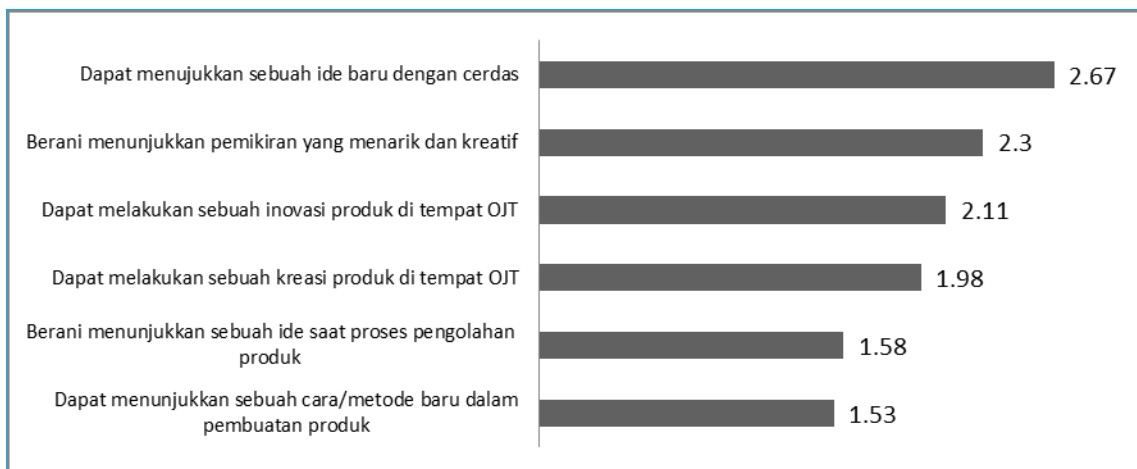 Dapat menujukkan sebuah ide baru dengan cerdas
2.67
Berani menunjukkan pemikiran yang menarik dan kreatif
2.3
Dapat melakukan sebuah inovasi produk di tempat OJT
2.11
Dapat melakukan sebuah kreasi produk di tempat OJT
1.98
Berani menunjukkan sebuah ide saat proses pengolahan
produk
1.58
Dapat menunjukkan sebuah cara/metode baru dalam
pembuatan produk
1.53